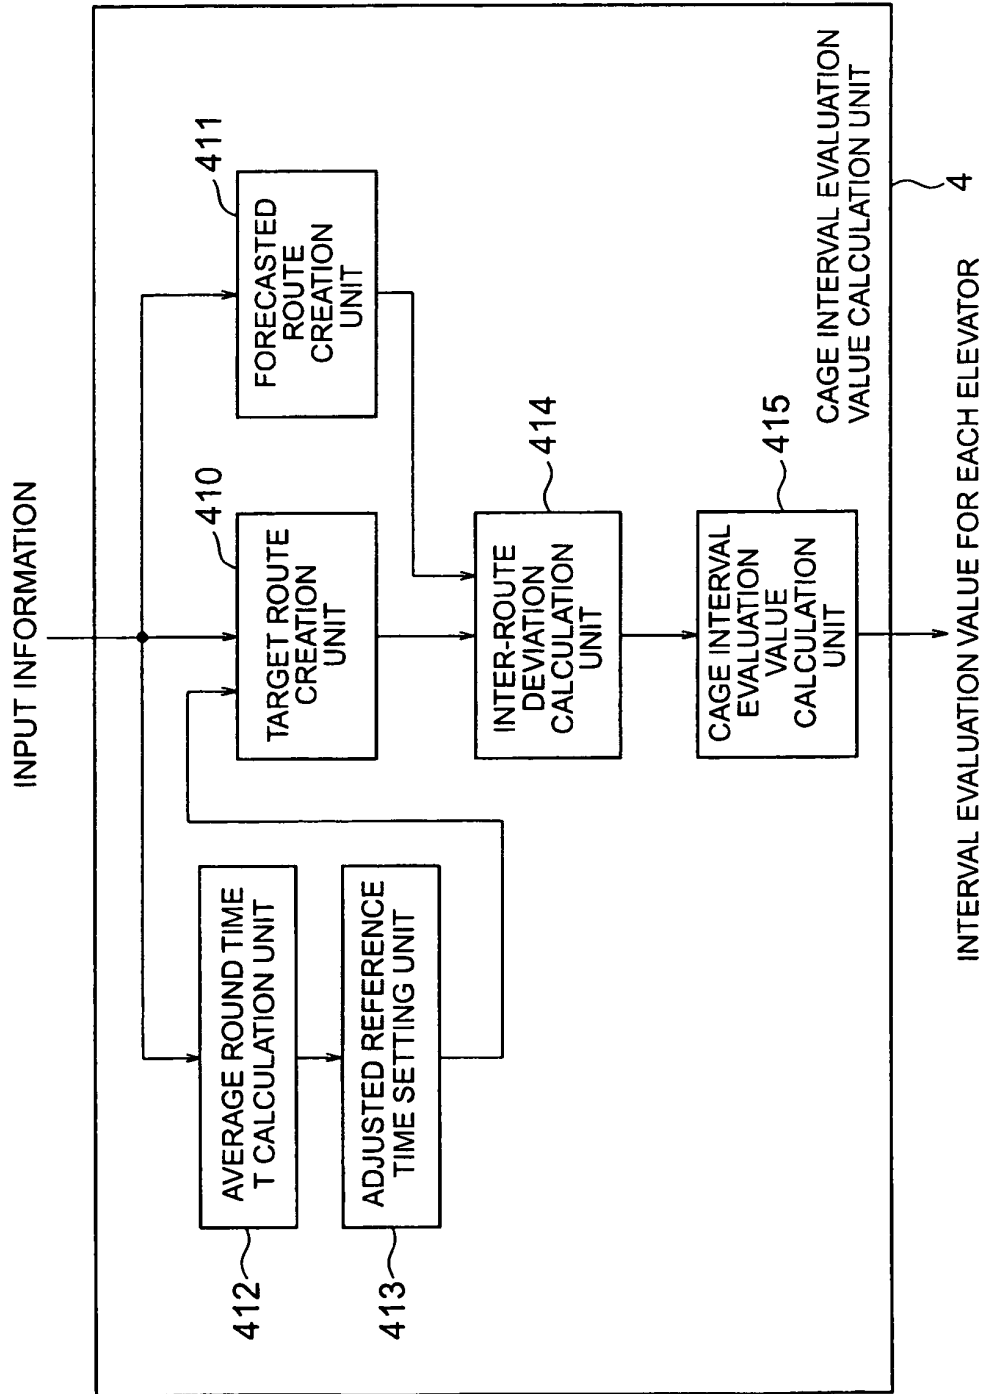 INPUT INFORMATION
411
FORECASTED
ROUTE
CREATION
UNIT
410
TARGET ROUTE
CREATION
UNIT
AVERAGE ROUND TIME
T CALCULATION UNIT
412
ADJUSTED REFERENCE
TIME SETTING UNIT
413
414
INTER-ROUTE
DEVIATION
CALCULATION
UNIT
415
CAGE INTERVAL
EVALUATION
VALUE
CALCULATION
UNIT
CAGE INTERVAL EVALUATION
VALUE CALCULATION UNIT
4
INTERVAL EVALUATION VALUE FOR EACH ELEVATOR